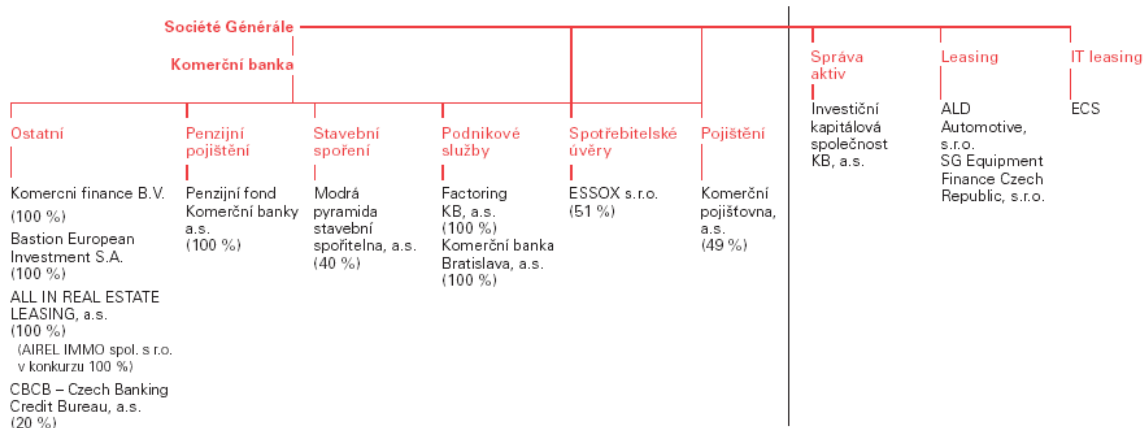 Société Générale
Komerční banka
Ostatní
Komercni finance B.V.
(100 %)
Bastion European
Investment S.A.
(100 %)
ALL IN REAL ESTATE
LEASING, a.s.
(100 %)
(AIREL IMMO spol. s r.o.
v konkurzu 100 %)
CBCB – Czech Banking
Credit Bureau, a.s.
(20 %)
Penzijní
pojištění
Penzijní fond
Komerční banky
a.s.
(100 %)
Stavební
spoření
Modrá
pyramida
stavební
spořitelna, a.s.
(40 %)
Podnikové
služby
Factoring
KB, a.s.
(100 %)
Komerční banka
Bratislava, a.s.
(100 %)
Spotřebitelské
úvěry
ESSOX s.r.o.
(51 %)
Pojištění
Komerční
pojišťovna,
a.s.
(49 %)
Správa
aktiv
Investiční
kapitálová
společnost
KB, a.s.
Leasing
ALD
Automotive,
s.r.o.
SG Equipment
Finance Czech
Republic, s.r.o.
IT leasing
ECS